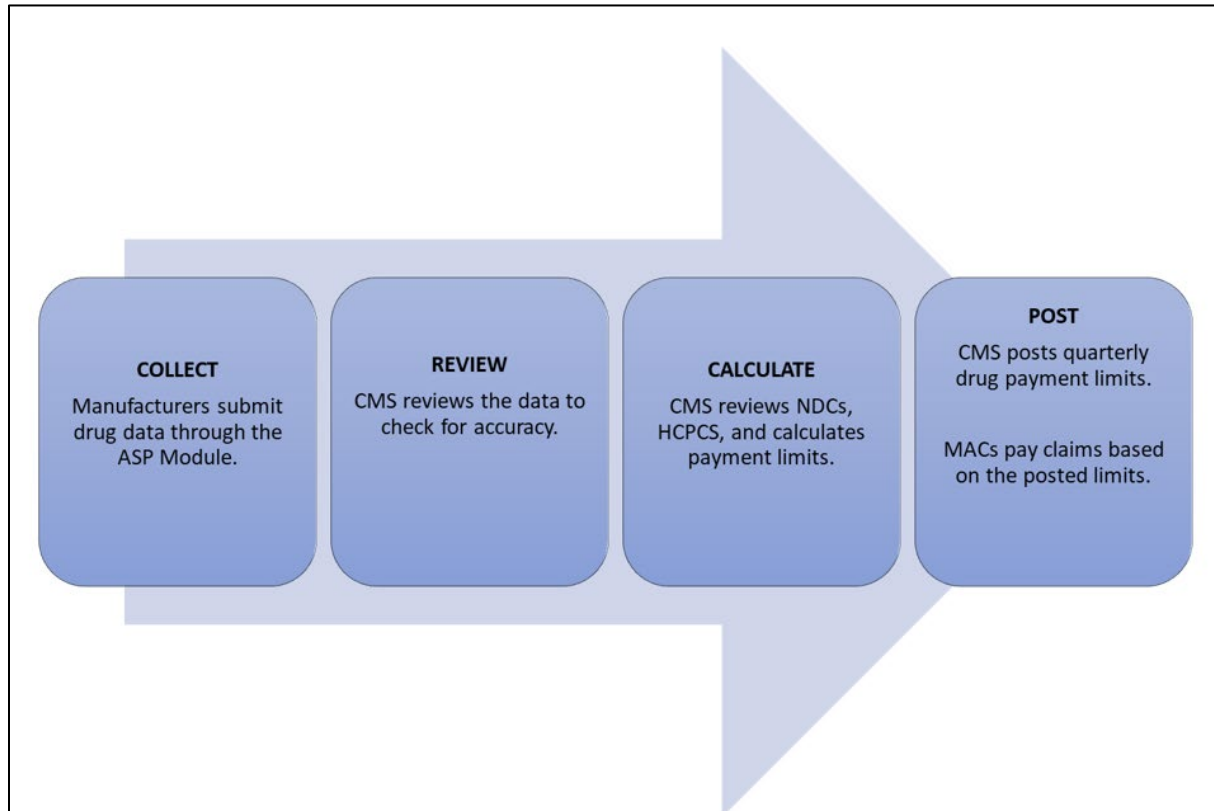 COLLECT
Manufacturers submit
drug data through the
ASP Module.
REVIEW
CMS reviews the data to
check for accuracy.
CALCULATE
CMS reviews NDCs,
HCPCS, and calculates
payment limits.
POST
CMS posts quarterly
drug payment limits.
MACs pay claims based
on the posted limits.